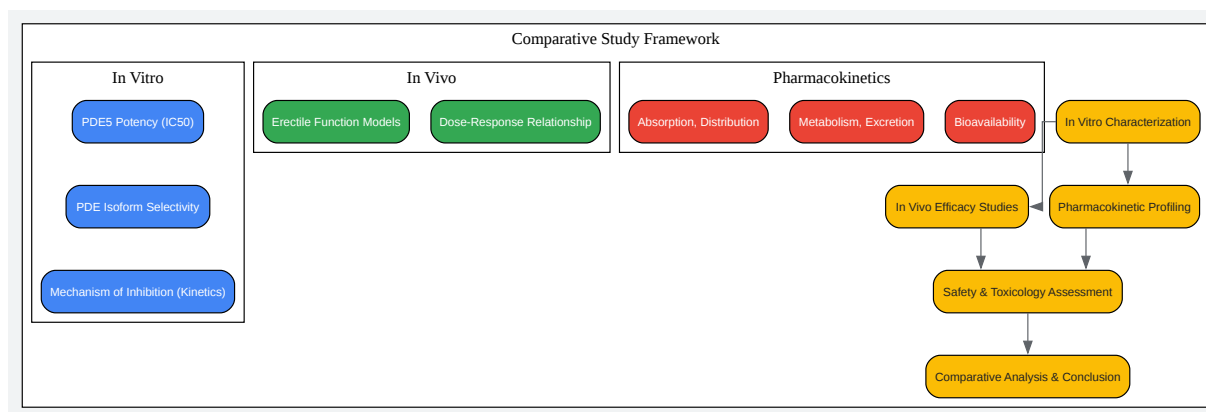 Comparative Study Framework
In Vitro
In Vivo
Pharmacokinetics
PDE5 Potency (IC50)
Erectile Function Models
Dose-Response Relationship
Absorption, Distribution
Metabolism, Excretion
Bioavailability
In Vitro Characterization
PDE Isoform Selectivity
In Vivo Efficacy Studies
Pharmacokinetic Profiling
Mechanism of Inhibition (Kinetics)
Safety & Toxicology Assessment
Comparative Analysis & Conclusion